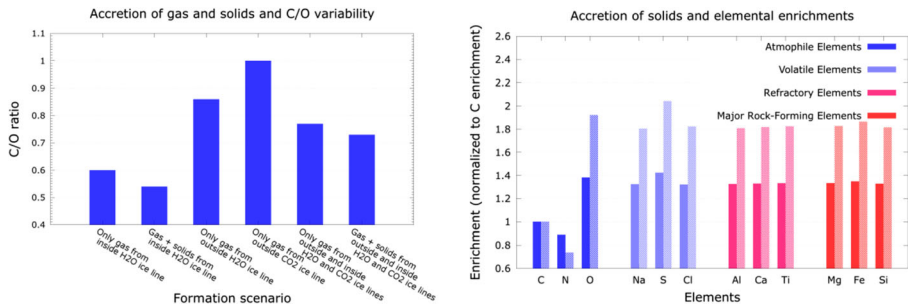 Accretion of gas and solids and C/O variability
C/O ratio
1.1
1
0.9
0.8
0.7
0.6
0.5
0.4
Only gas from
inside H2O ice line
Gas + solids from
inside H2O ice line
Only gas from
outside H2O ice line
Only gas from
outside CO2 ice line
Only gas from
outside and inside
H2O and CO2 ice lines
Gas + solids from
outside and inside
H2O and CO2 ice lines
Formation scenario
Accretion of solids and elemental enrichments
Enrichment (normalized to C enrichment)
2.6
2.4
2.2
2
1.8
1.6
1.4
1.2
1
0.8
0.6
Atmophile Elements
Volatile Elements
Refractory Elements
Major Rock-Forming Elements
C N O Na S Cl Al Ca Ti Mg Fe Si
Elements